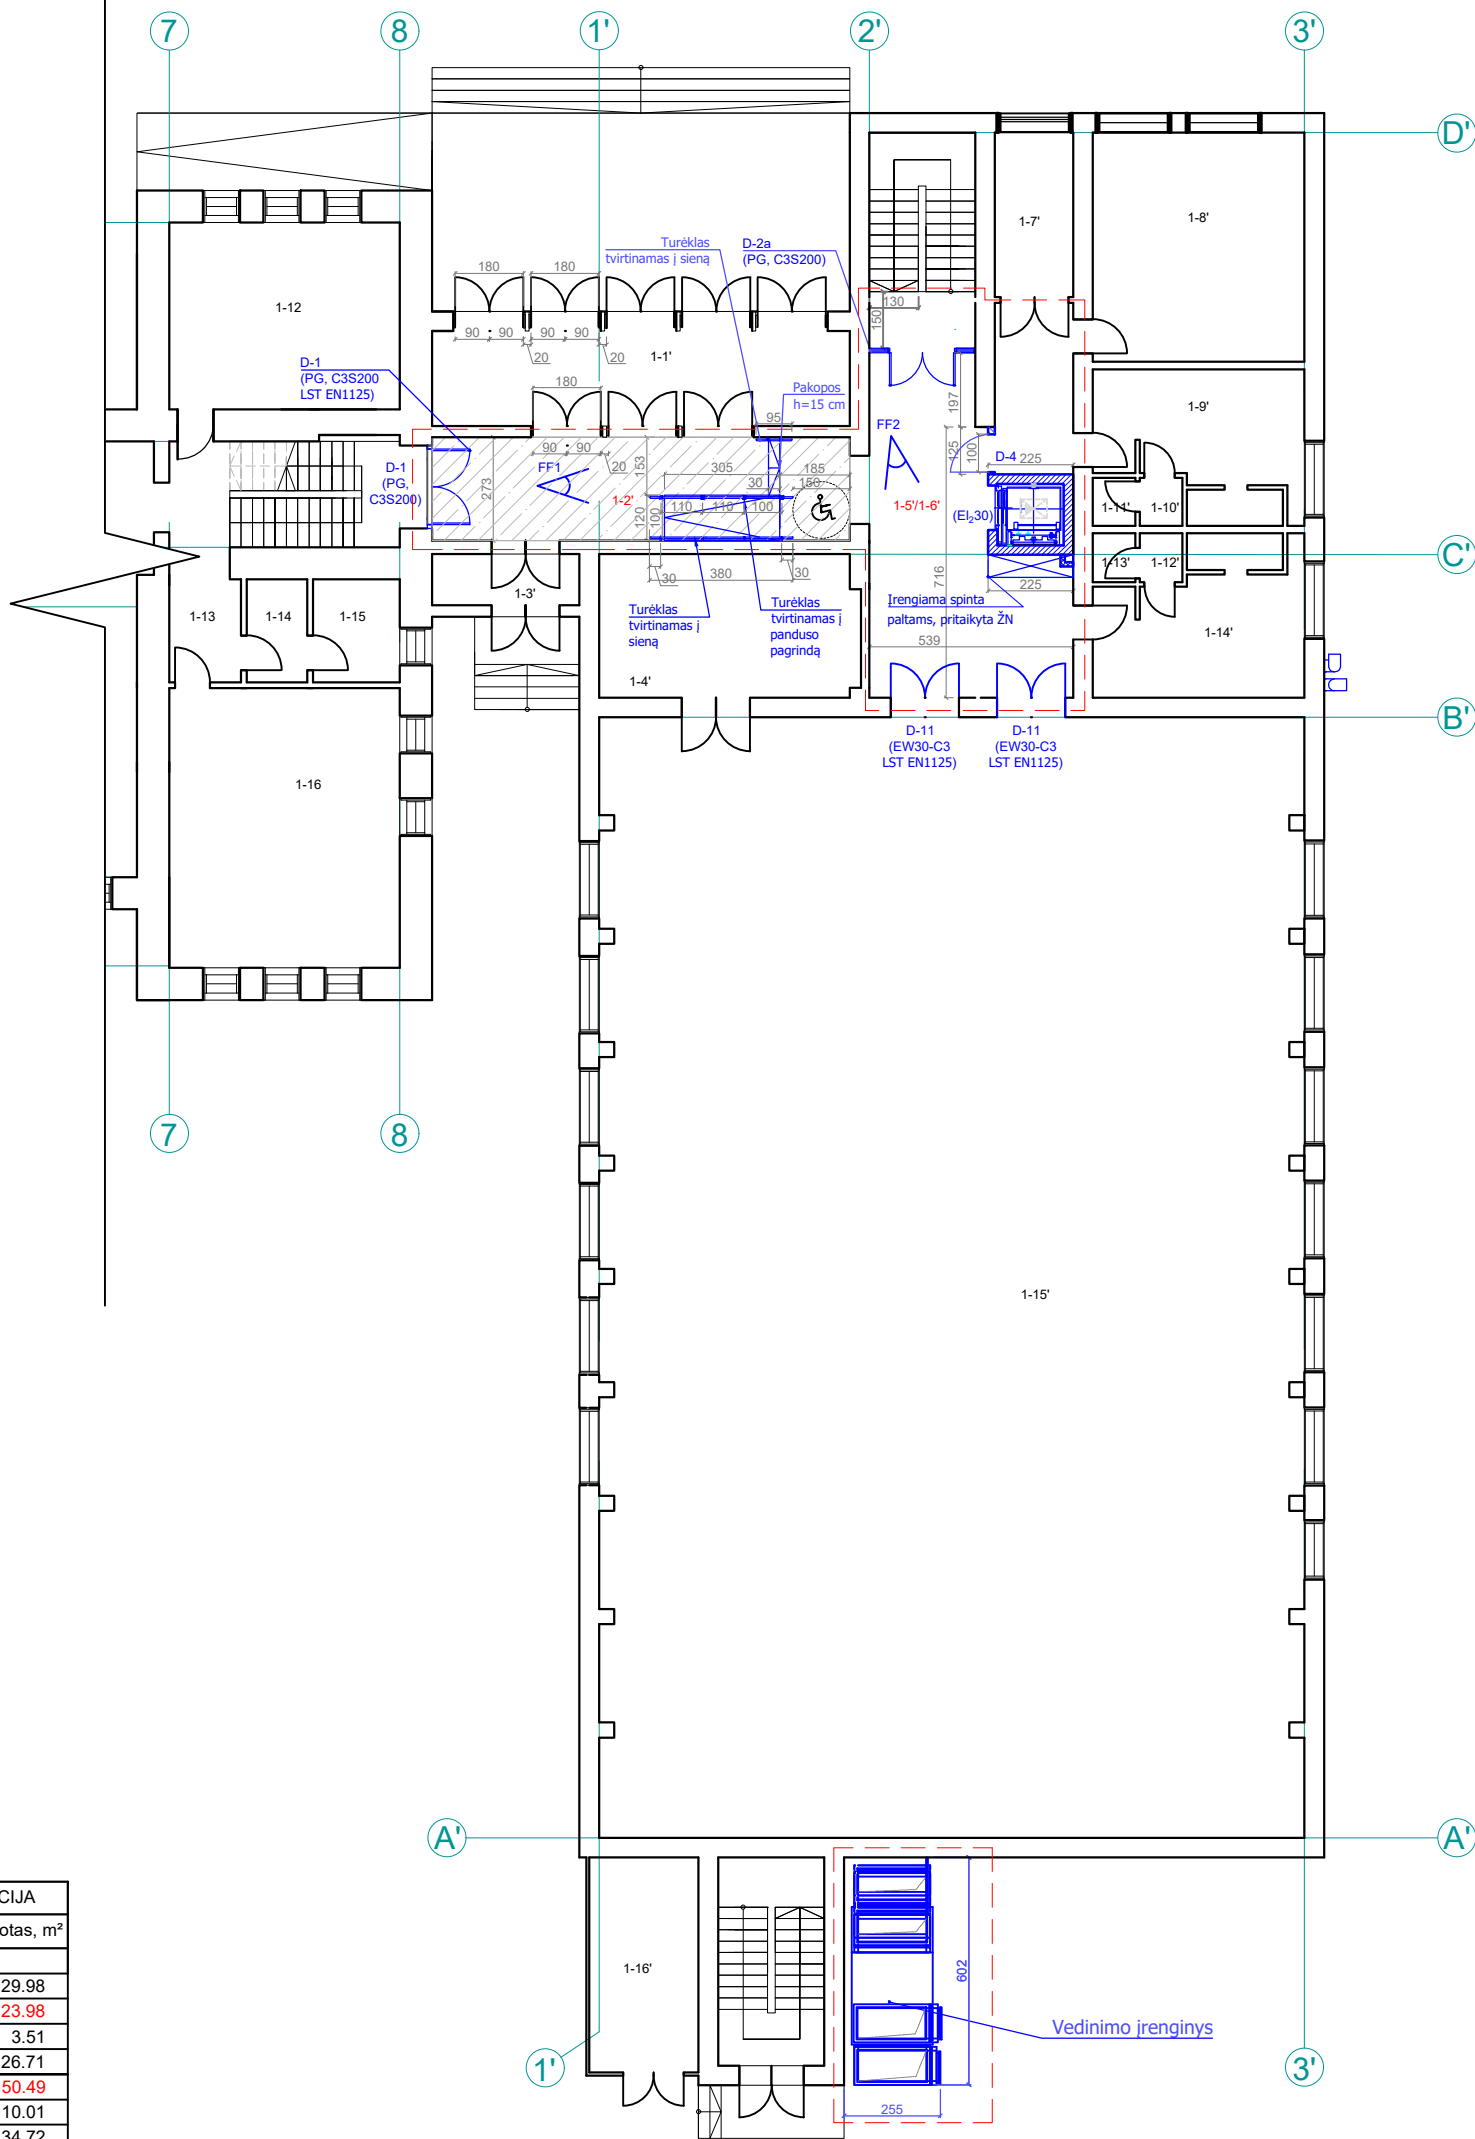 7
8
1'
2'
3'
D'
1-7'
1-8'
Turėklas
tvirtinamas į sieną
D-2a
(PG, C3S200)
180
180
1-12
130
150
90
90
90
90
20
20
1-1'
D-1
(PG, C3S200
LST EN1125)
180
Pakopos
h=15 cm
95
197
1-9'
FF2
125
100
D-4
225
D-1
(PG,
C3S200)
273
90
90
20
FF1
153
305
185
30
150
1-2'
110
110
100
120
100
1-5'/1-6'
(EI₂30)
1-11'
1-10'
C'
1-13'
1-12'
30
380
30
716
225
1-3'
1-13
1-14
1-15
Turėklas
tvirtinamas į
sieną
Turėklas
tvirtinamas į
panduso
pagrindą
Irengiama spinta
paltams, pritaikyta ŽN
1-14'
539
1-4'
B'
D-11
(EW30-C3
LST EN1125)
D-11
(EW30-C3
LST EN1125)
1-16
7
8
1-15'
A'
A'
CIJA
otas, m²
29.98
23.98
3.51
26.71
50.49
10.01
34.72
1-16'
602
Vedinimo įrenginys
1'
3'
255